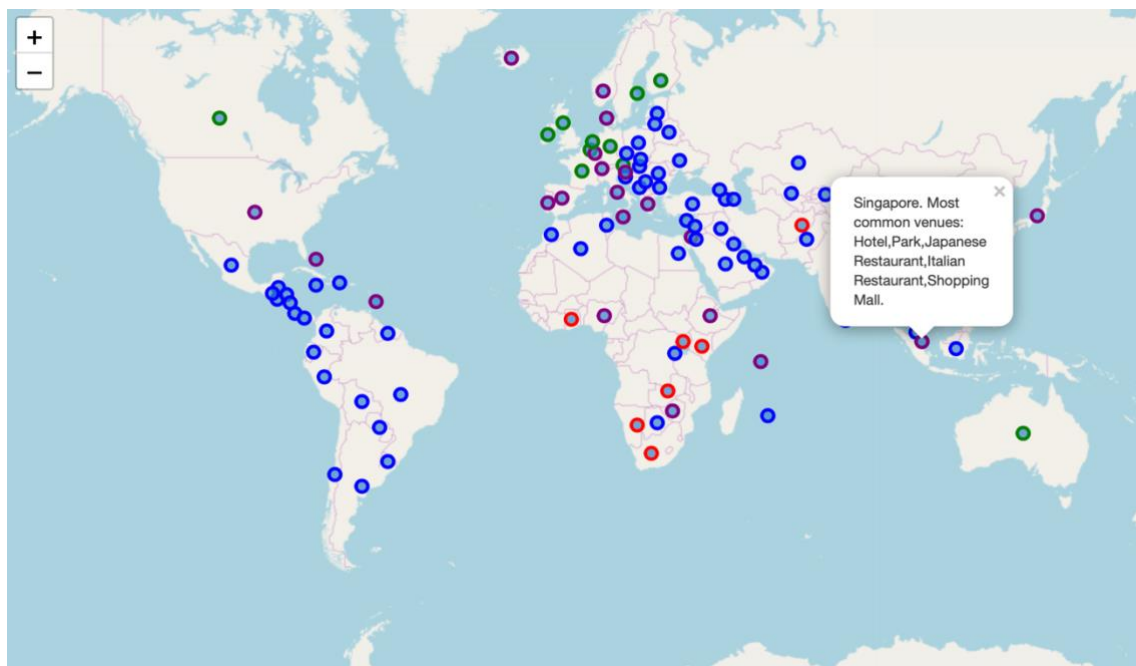 +
−
×
Singapore. Most
common venues:
Hotel,Park,Japanese
Restaurant,Italian
Restaurant,Shopping
Mall.